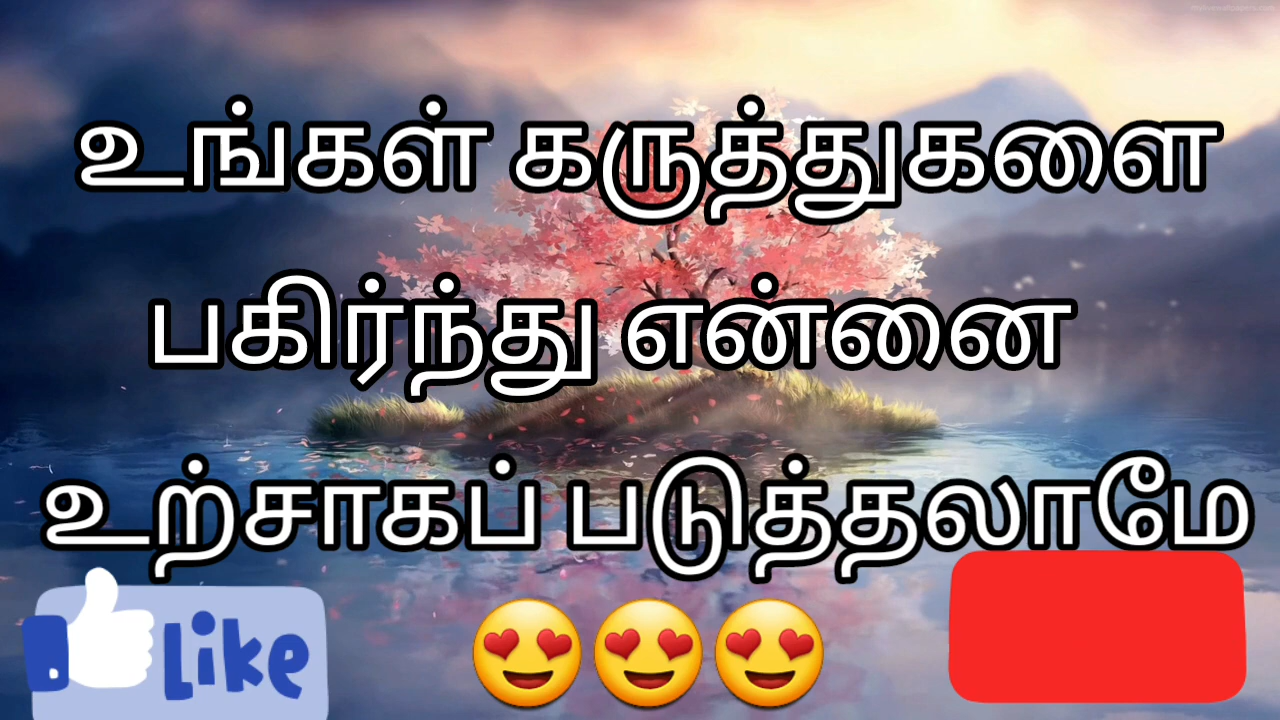 உங்கள் கருத்துகளை
பகிர்ந்து என்னை
உற்சாகப் படுத்தலாமே
Like